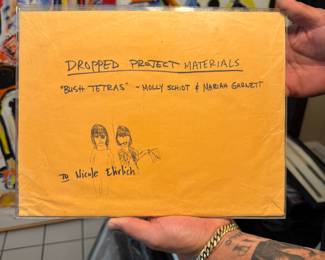 DROPPED PROJECT MATERIALS
"BUSH TETRAS" - MOLLY SCHIOT & MARIAH GARNETT
To Nicole Ehrlich